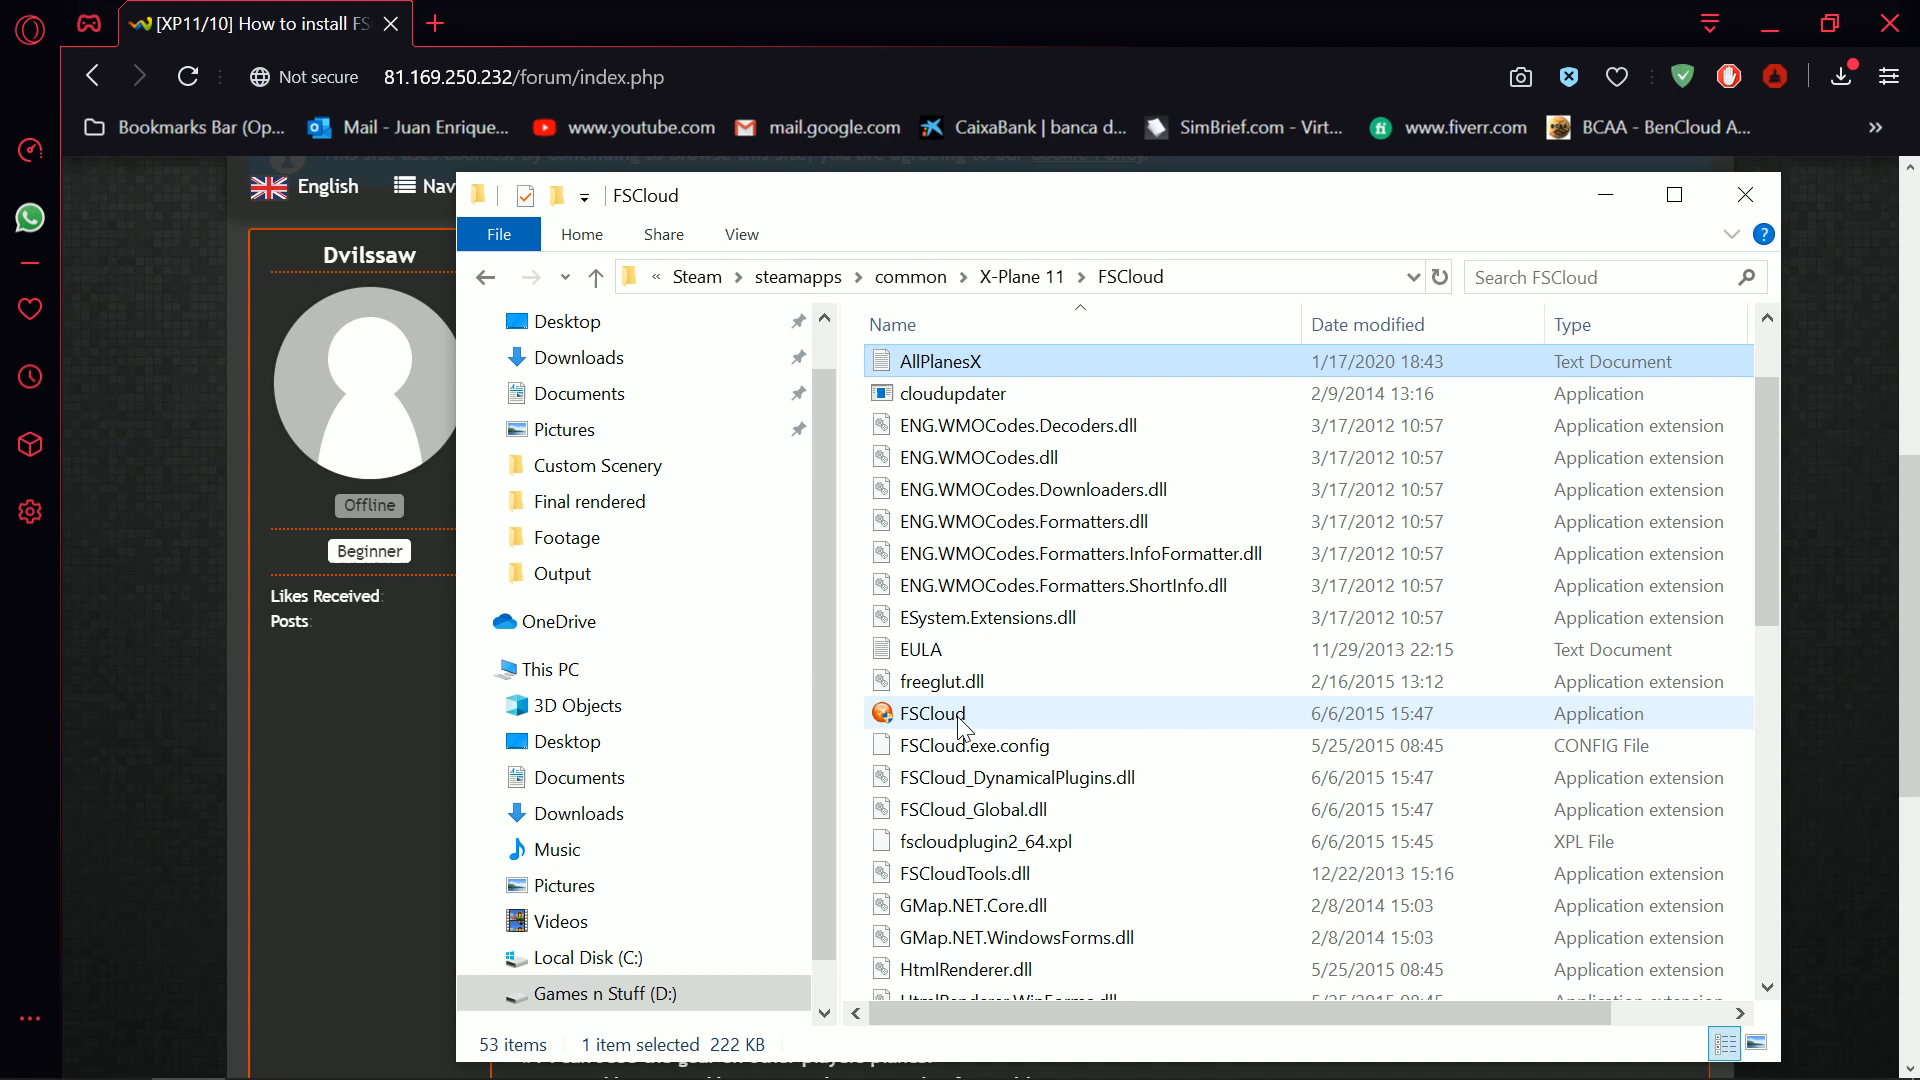 [XP11/10] How to install FS
Not secure 81.169.250.232/forum/index.php
Bookmarks Bar (Op... Mail - Juan Enrique... www.youtube.com mail.google.com CaixaBank | banca d... SimBrief.com - Virt... www.fiverr.com BCAA - BenCloud A...
English Nav
Dvilssaw
Offline
Beginner
Likes Received
Posts
FSCloud
File Home Share View
« Steam > steamapps > common > X-Plane 11 > FSCloud
Search FSCloud
Desktop
Downloads
Documents
Pictures
Custom Scenery
Final rendered
Footage
Output
OneDrive
This PC
3D Objects
Desktop
Documents
Downloads
Music
Pictures
Videos
Local Disk (C:)
Games n Stuff (D:)
Name Date modified Type
AllPlanesX 1/17/2020 18:43 Text Document
cloudupdater 2/9/2014 13:16 Application
ENG.WMOCodes.Decoders.dll 3/17/2012 10:57 Application extension
ENG.WMOCodes.dll 3/17/2012 10:57 Application extension
ENG.WMOCodes.Downloaders.dll 3/17/2012 10:57 Application extension
ENG.WMOCodes.Formatters.dll 3/17/2012 10:57 Application extension
ENG.WMOCodes.Formatters.InfoFormatter.dll 3/17/2012 10:57 Application extension
ENG.WMOCodes.Formatters.ShortInfo.dll 3/17/2012 10:57 Application extension
ESystem.Extensions.dll 3/17/2012 10:57 Application extension
EULA 11/29/2013 22:15 Text Document
freeglut.dll 2/16/2015 13:12 Application extension
FSCloud 6/6/2015 15:47 Application
FSCloud.exe.config 5/25/2015 08:45 CONFIG File
FSCloud_DynamicalPlugins.dll 6/6/2015 15:47 Application extension
FSCloud_Global.dll 6/6/2015 15:47 Application extension
fscloudplugin2_64.xpl 6/6/2015 15:45 XPL File
FSCloudTools.dll 12/22/2013 15:16 Application extension
GMap.NET.Core.dll 2/8/2014 15:03 Application extension
GMap.NET.WindowsForms.dll 2/8/2014 15:03 Application extension
HtmlRenderer.dll 5/25/2015 08:45 Application extension
53 items 1 item selected 222 KB